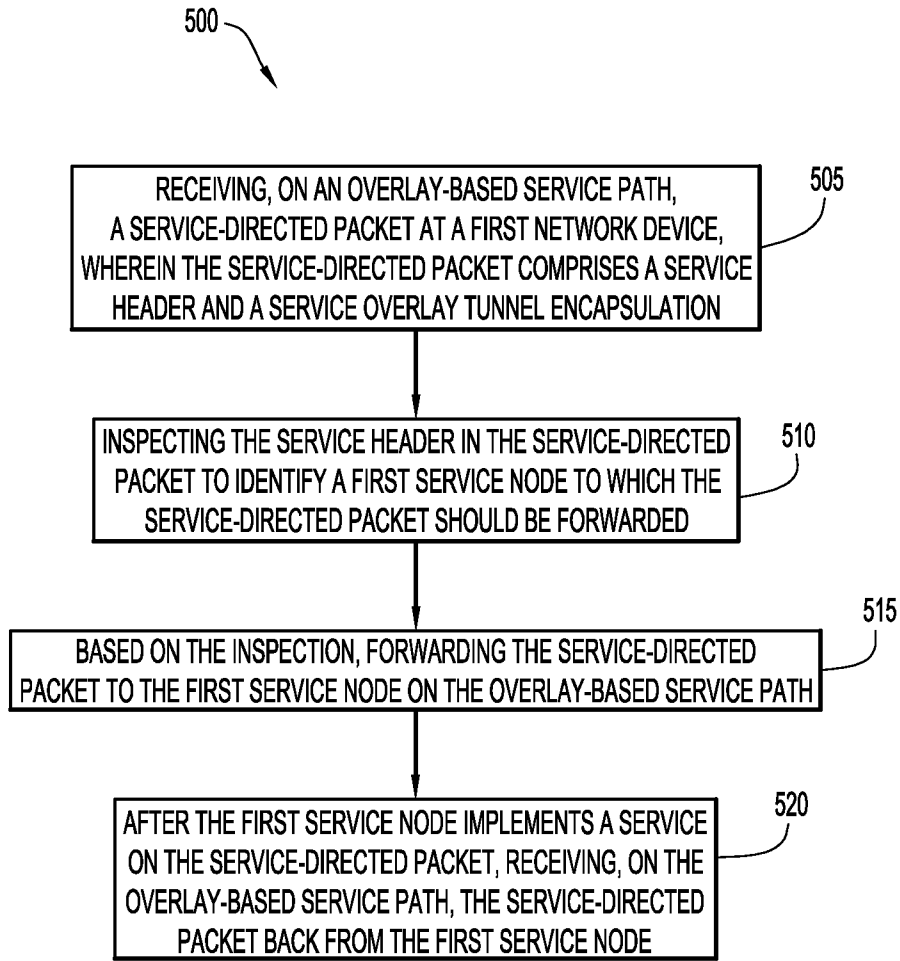 500
RECEIVING, ON AN OVERLAY-BASED SERVICE PATH,
A SERVICE-DIRECTED PACKET AT A FIRST NETWORK DEVICE,
WHEREIN THE SERVICE-DIRECTED PACKET COMPRISES A SERVICE
HEADER AND A SERVICE OVERLAY TUNNEL ENCAPSULATION
505
INSPECTING THE SERVICE HEADER IN THE SERVICE-DIRECTED
PACKET TO IDENTIFY A FIRST SERVICE NODE TO WHICH THE
SERVICE-DIRECTED PACKET SHOULD BE FORWARDED
510
BASED ON THE INSPECTION, FORWARDING THE SERVICE-DIRECTED
PACKET TO THE FIRST SERVICE NODE ON THE OVERLAY-BASED SERVICE PATH
515
AFTER THE FIRST SERVICE NODE IMPLEMENTS A SERVICE
ON THE SERVICE-DIRECTED PACKET, RECEIVING, ON THE
OVERLAY-BASED SERVICE PATH, THE SERVICE-DIRECTED
PACKET BACK FROM THE FIRST SERVICE NODE
520